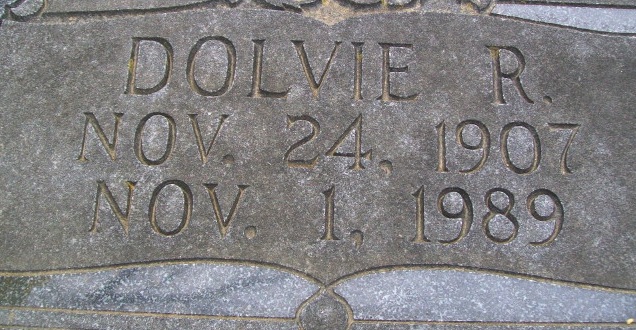 DOLVIE R.
NOV. 24, 1907
NOV. 1, 1989